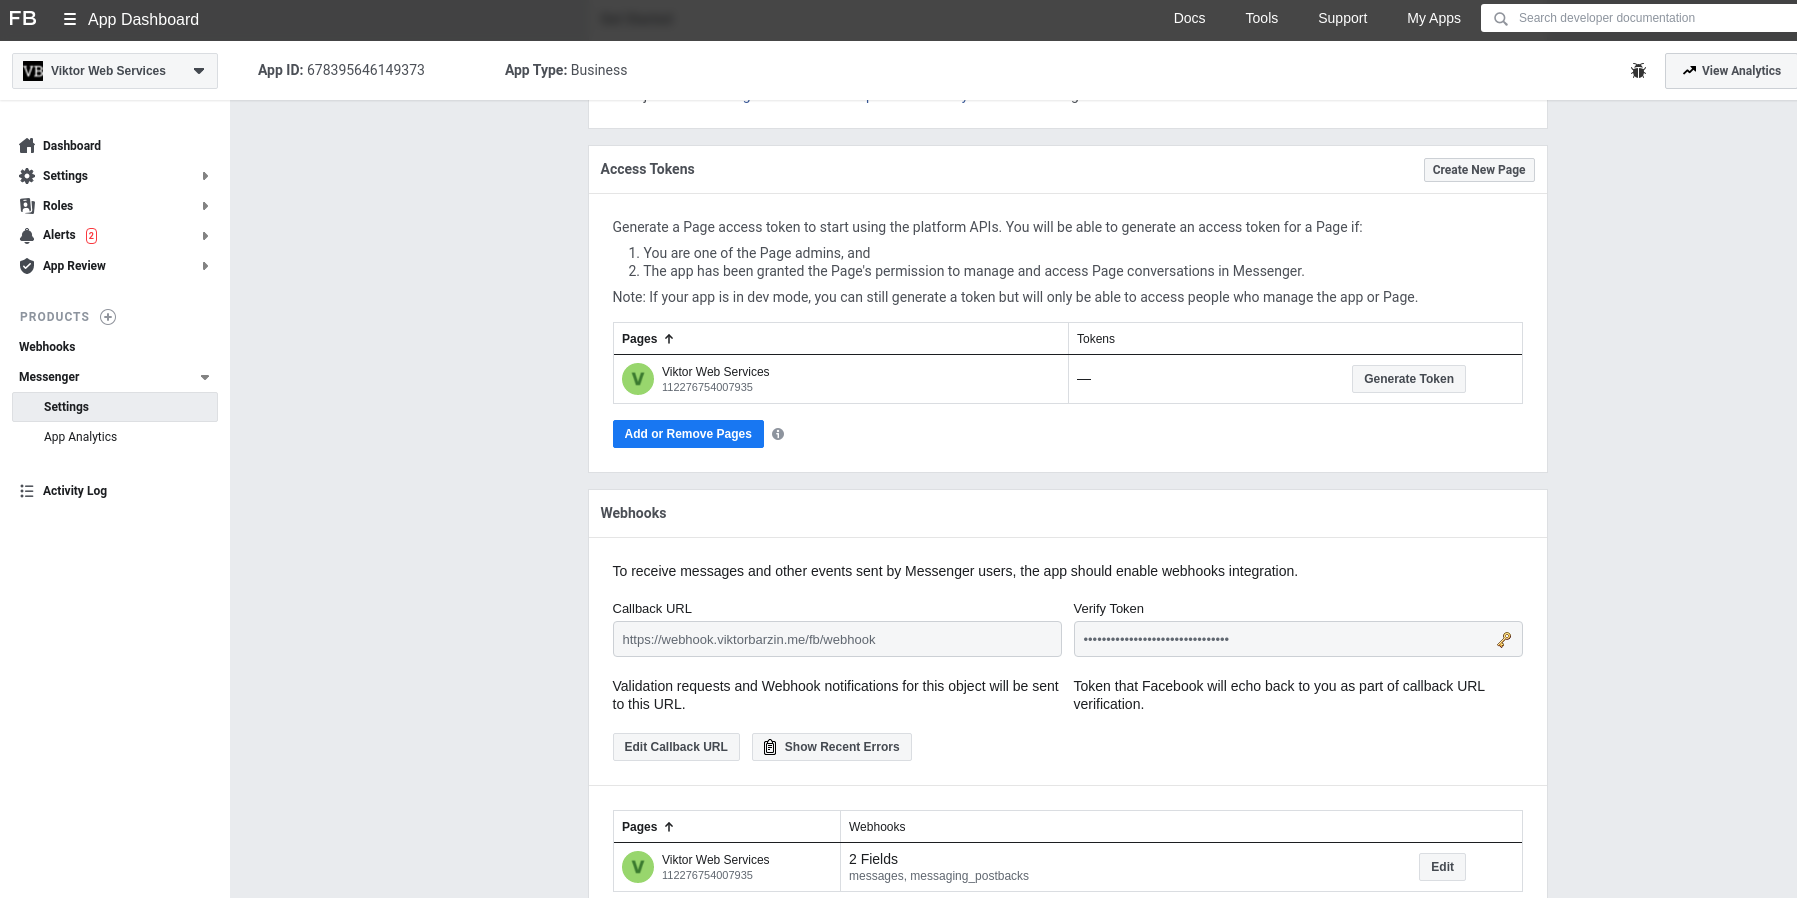 FB
App Dashboard
Docs
Tools
Support
My Apps
Search developer documentation
VB
Viktor Web Services
App ID: 678395646149373
App Type: Business
View Analytics
Dashboard
Settings
Roles
Alerts 2
App Review
PRODUCTS
Webhooks
Messenger
Settings
App Analytics
Activity Log
Access Tokens
Create New Page
Generate a Page access token to start using the platform APIs. You will be able to generate an access token for a Page if:
1. You are one of the Page admins, and
2. The app has been granted the Page's permission to manage and access Page conversations in Messenger.
Note: If your app is in dev mode, you can still generate a token but will only be able to access people who manage the app or Page.
Pages ↑
Tokens
V
Viktor Web Services
112276754007935
—
Generate Token
Add or Remove Pages
Webhooks
To receive messages and other events sent by Messenger users, the app should enable webhooks integration.
Callback URL
Verify Token
https://webhook.viktorbarzin.me/fb/webhook
••••••••••••••••••••••••••••••••
Validation requests and Webhook notifications for this object will be sent
to this URL.
Token that Facebook will echo back to you as part of callback URL
verification.
Edit Callback URL
Show Recent Errors
Pages ↑
Webhooks
V
Viktor Web Services
112276754007935
2 Fields
messages, messaging_postbacks
Edit